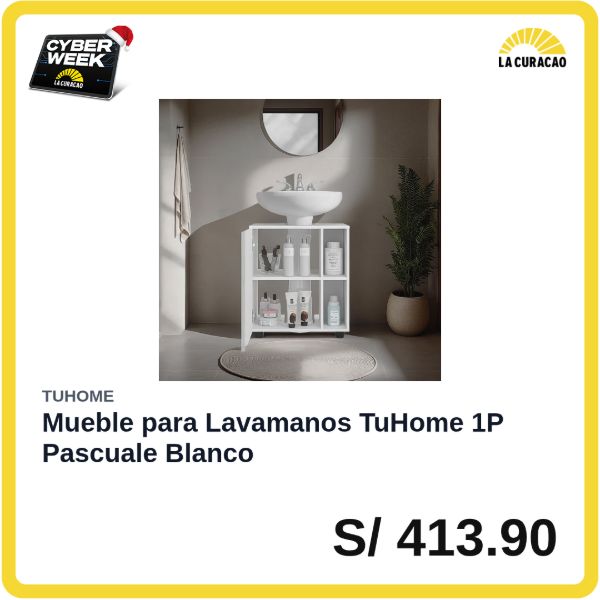 CYBER
WEEK
LA CURACAO
LA CURACAO
TUHOME
Mueble para Lavamanos TuHome 1P
Pascuale Blanco
S/ 413.90